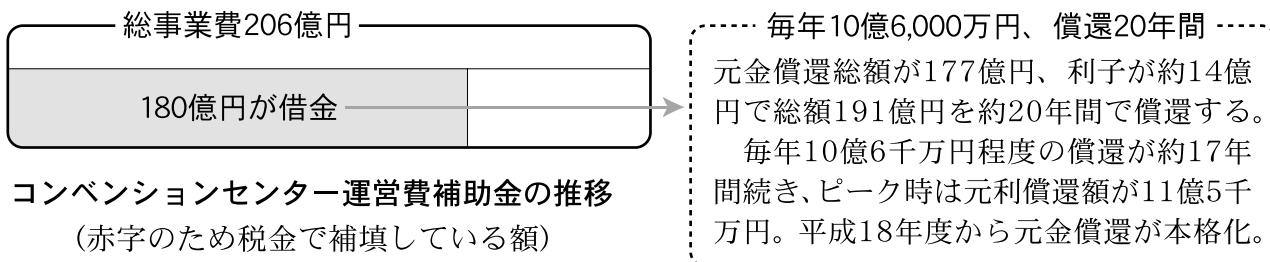 総事業費206億円
180億円が借金
コンベンションセンター運営費補助金の推移
（赤字のため税金で補填している額）
毎年10億6,000万円、償還20年間
元金償還総額が177億円、利子が約14億
円で総額191億円を約20年間で償還する。
毎年10億6千万円程度の償還が約17年
間続き、ピーク時は元利償還額が11億5千
万円。平成18年度から元金償還が本格化。